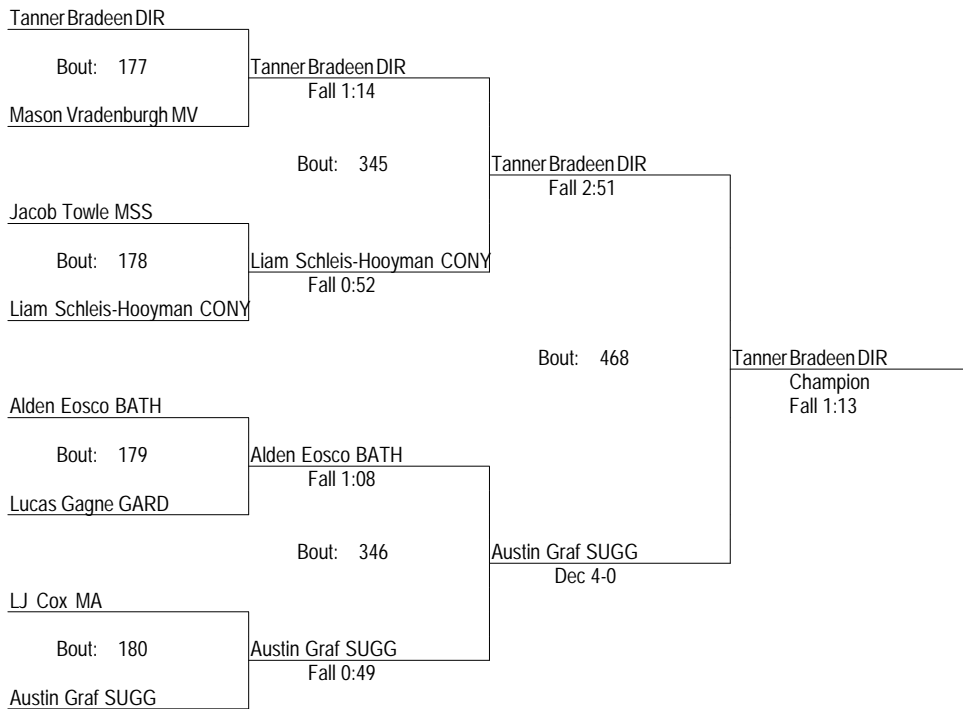 Tanner Bradeen DIR
Bout: 177
Tanner Bradeen DIR
Fall 1:14
Mason Vradenburgh MV
Bout: 345
Tanner Bradeen DIR
Fall 2:51
Jacob Towle MSS
Bout: 178
Liam Schleis-Hooyman CONY
Fall 0:52
Liam Schleis-Hooyman CONY
Bout: 468
Tanner Bradeen DIR
Champion
Fall 1:13
Alden Eosco BATH
Bout: 179
Alden Eosco BATH
Fall 1:08
Lucas Gagne GARD
Bout: 346
Austin Graf SUGG
Dec 4-0
LJ Cox MA
Bout: 180
Austin Graf SUGG
Fall 0:49
Austin Graf SUGG